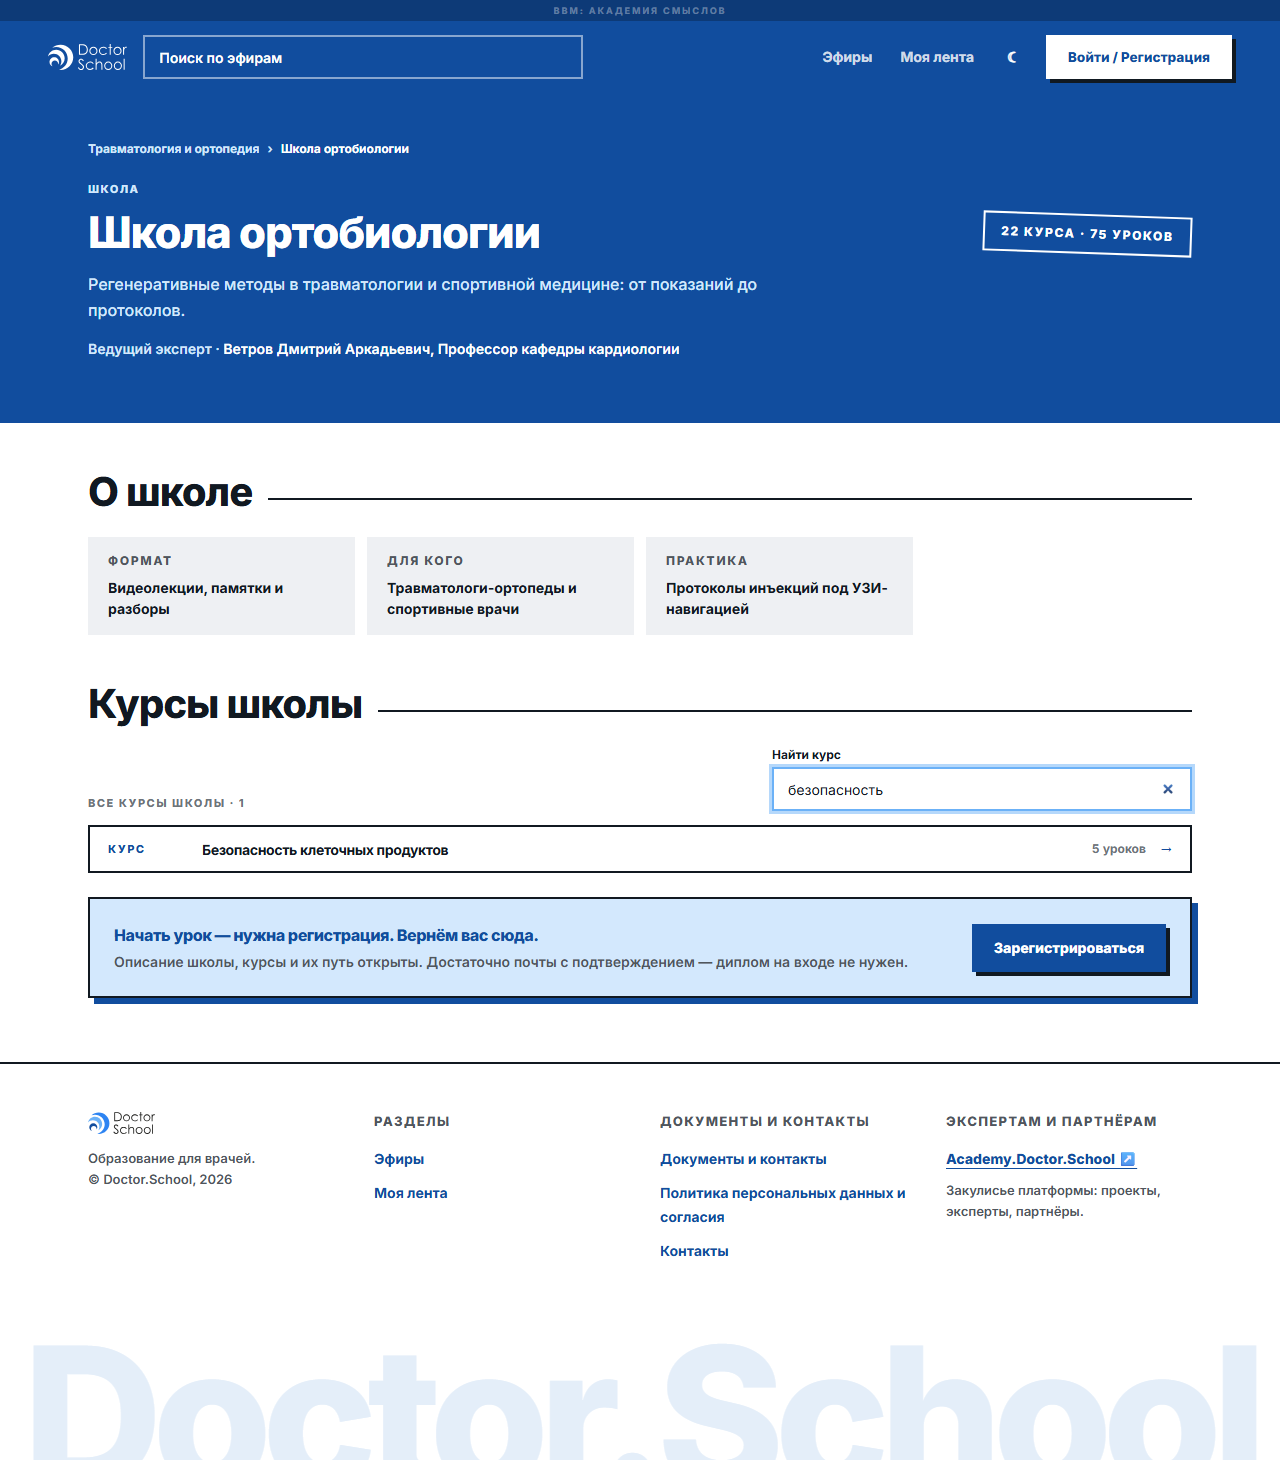 ВВМ: АКАДЕМИЯ СМЫСЛОВ
Doctor
School
Поиск по эфирам
Эфиры
Моя лента
Войти / Регистрация
Травматология и ортопедия › Школа ортобиологии
ШКОЛА
Школа ортобиологии
22 КУРСА · 75 УРОКОВ
Регенеративные методы в травматологии и спортивной медицине: от показаний до
протоколов.
Ведущий эксперт · Ветров Дмитрий Аркадьевич, Профессор кафедры кардиологии
О школе
ФОРМАТ
Видеолекции, памятки и
разборы
ДЛЯ КОГО
Травматологи-ортопеды и
спортивные врачи
ПРАКТИКА
Протоколы инъекций под УЗИ-
навигацией
Курсы школы
Найти курс
безопасность ×
ВСЕ КУРСЫ ШКОЛЫ · 1
КУРС
Безопасность клеточных продуктов
5 уроков →
Начать урок — нужна регистрация. Вернём вас сюда.
Описание школы, курсы и их путь открыты. Достаточно почты с подтверждением — диплом на входе не нужен.
Зарегистрироваться
Doctor
School
Образование для врачей.
© Doctor.School, 2026
РАЗДЕЛЫ
Эфиры
Моя лента
ДОКУМЕНТЫ И КОНТАКТЫ
Документы и контакты
Политика персональных данных и
согласия
Контакты
ЭКСПЕРТАМ И ПАРТНЁРАМ
Academy.Doctor.School ↗
Закулисье платформы: проекты,
эксперты, партнёры.
Doctor.School